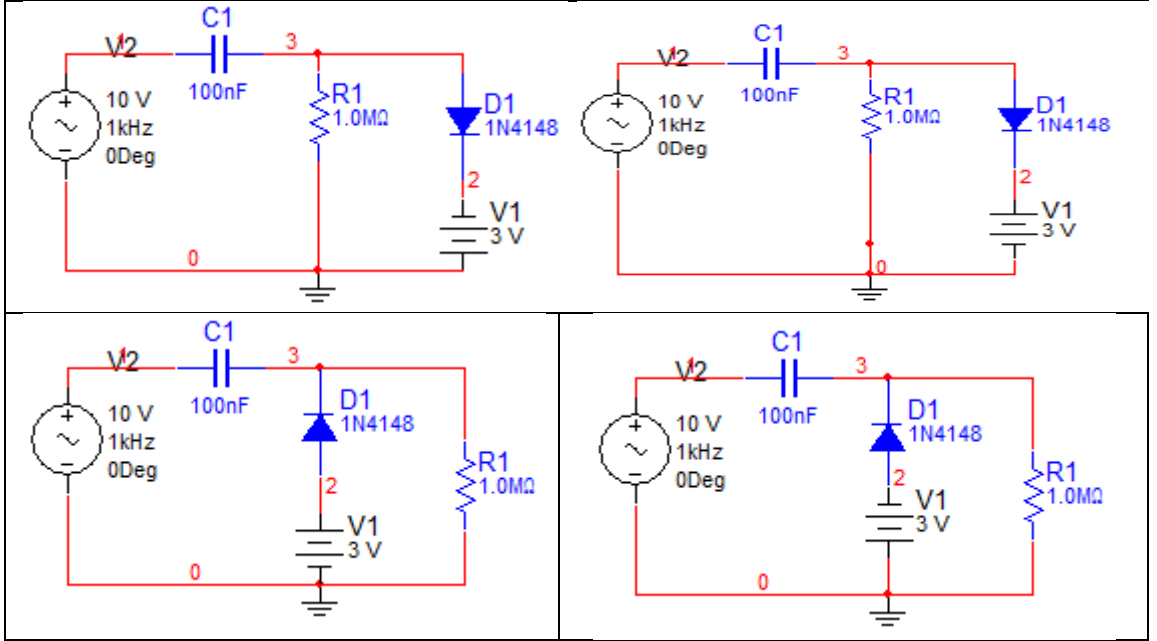 C1
V2
3
100nF
10 V
1kHz
0Deg
R1
1.0MΩ
D1
1N4148
2
V1
3 V
0
C1
V2
3
100nF
10 V
1kHz
0Deg
R1
1.0MΩ
D1
1N4148
2
V1
3 V
0
C1
V2
3
100nF
10 V
1kHz
0Deg
D1
1N4148
2
V1
3 V
R1
1.0MΩ
0
C1
V2
3
100nF
10 V
1kHz
0Deg
D1
1N4148
2
V1
3 V
R1
1.0MΩ
0